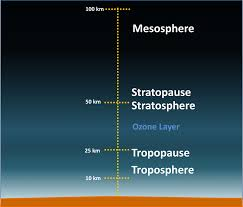 100 km
Mesosphere
Stratopause
50 km
Stratosphere
Ozone Layer
25 km
Tropopause
Troposphere
10 km